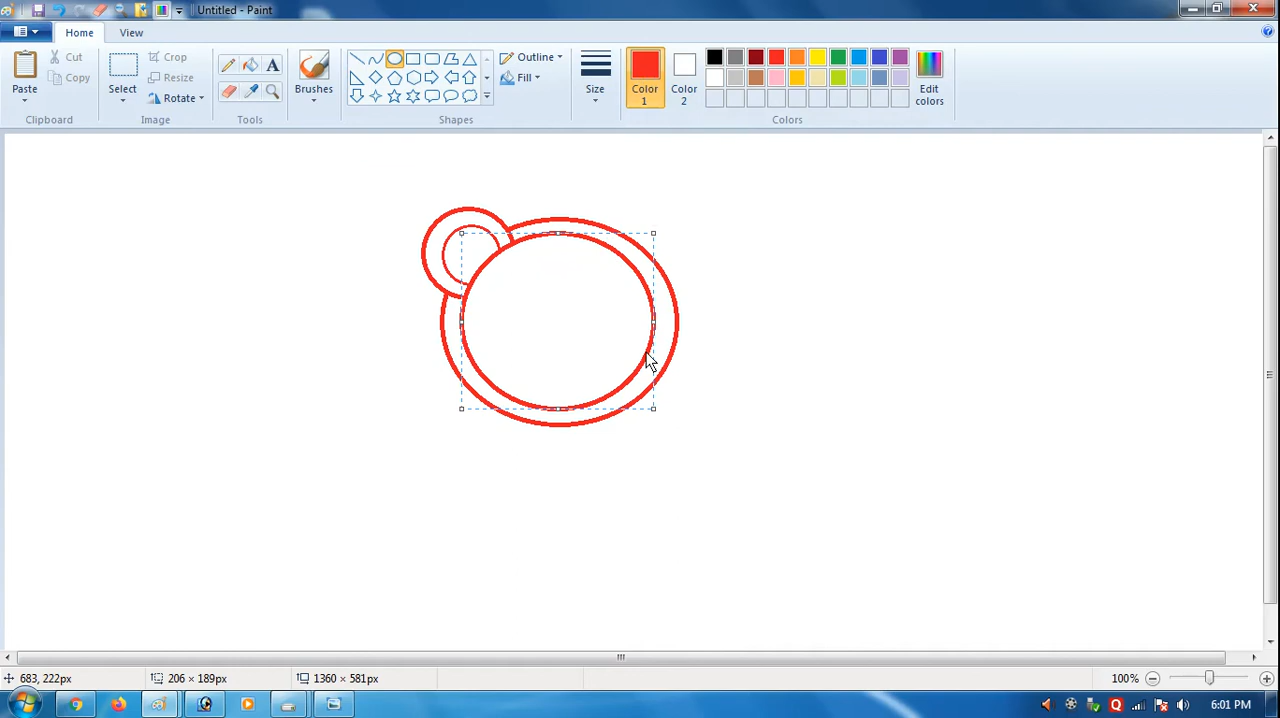 Untitled - Paint
Home View
Paste
Cut
Copy
Clipboard
Select
Crop
Resize
Rotate
Image
Tools
Brushes
Outline
Fill
Shapes
Size
Color 1
Color 2
Edit colors
Colors
683, 222px
206 × 189px
1360 × 581px
100%
6:01 PM